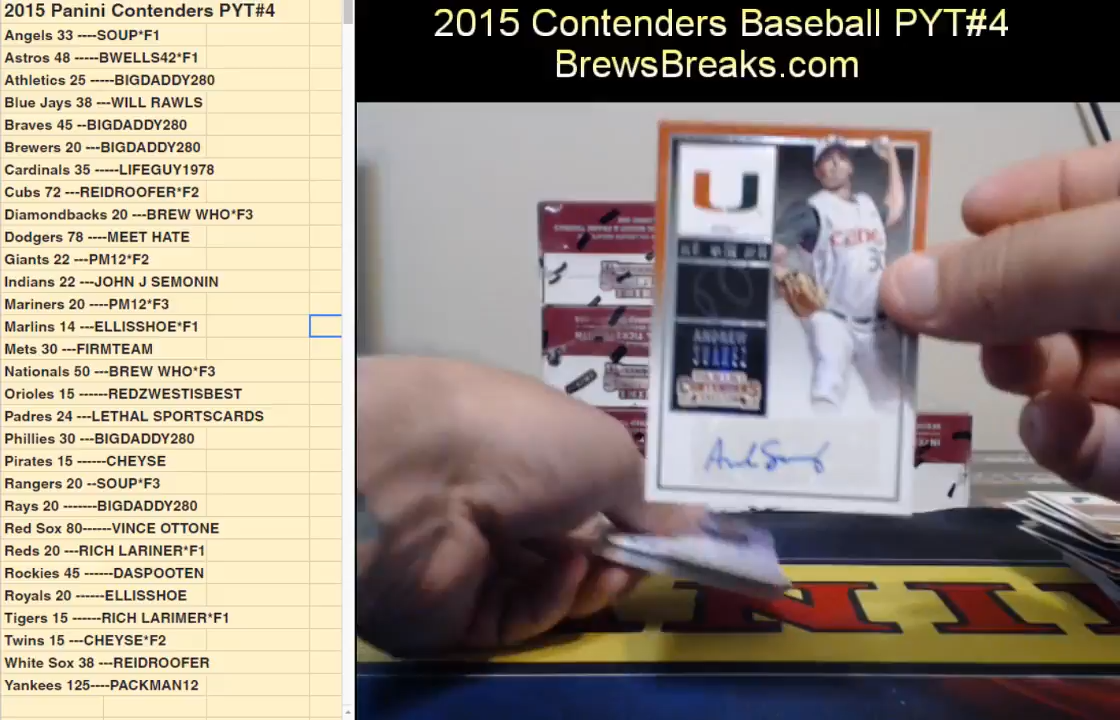 2015 Panini Contenders PYT#4
Angels 33 ----SOUP*F1
Astros 48 -----BWELLS42*F1
Athletics 25 -----BIGDADDY280
Blue Jays 38 ---WILL RAWLS
Braves 45 --BIGDADDY280
Brewers 20 --BIGDADDY280
Cardinals 35 -----LIFEGUY1978
Cubs 72 ---REIDROOFER*F2
Diamondbacks 20 ---BREW WHO*F3
Dodgers 78 ----MEET HATE
Giants 22 ----PM12*F2
Indians 22 ---JOHN J SEMONIN
Mariners 20 ----PM12*F3
Marlins 14 ---ELLISSHOE*F1
Mets 30 ---FIRMTEAM
Nationals 50 ---BREW WHO*F3
Orioles 15 ------REDZWESTISBEST
Padres 24 ---LETHAL SPORTSCARDS
Phillies 30 ----BIGDADDY280
Pirates 15 ------CHEYSE
Rangers 20 --SOUP*F3
Rays 20 -------BIGDADDY280
Red Sox 80------VINCE OTTONE
Reds 20 ---RICH LARINER*F1
Rockies 45 ------DASPOOTEN
Royals 20 ------ELLISSHOE
Tigers 15 ------RICH LARIMER*F1
Twins 15 ---CHEYSE*F2
White Sox 38 ---REIDROOFER
Yankees 125----PACKMAN12
2015 Contenders Baseball PYT#4
BrewsBreaks.com
U
ANDREW
SUAREZ
CONTENDERS